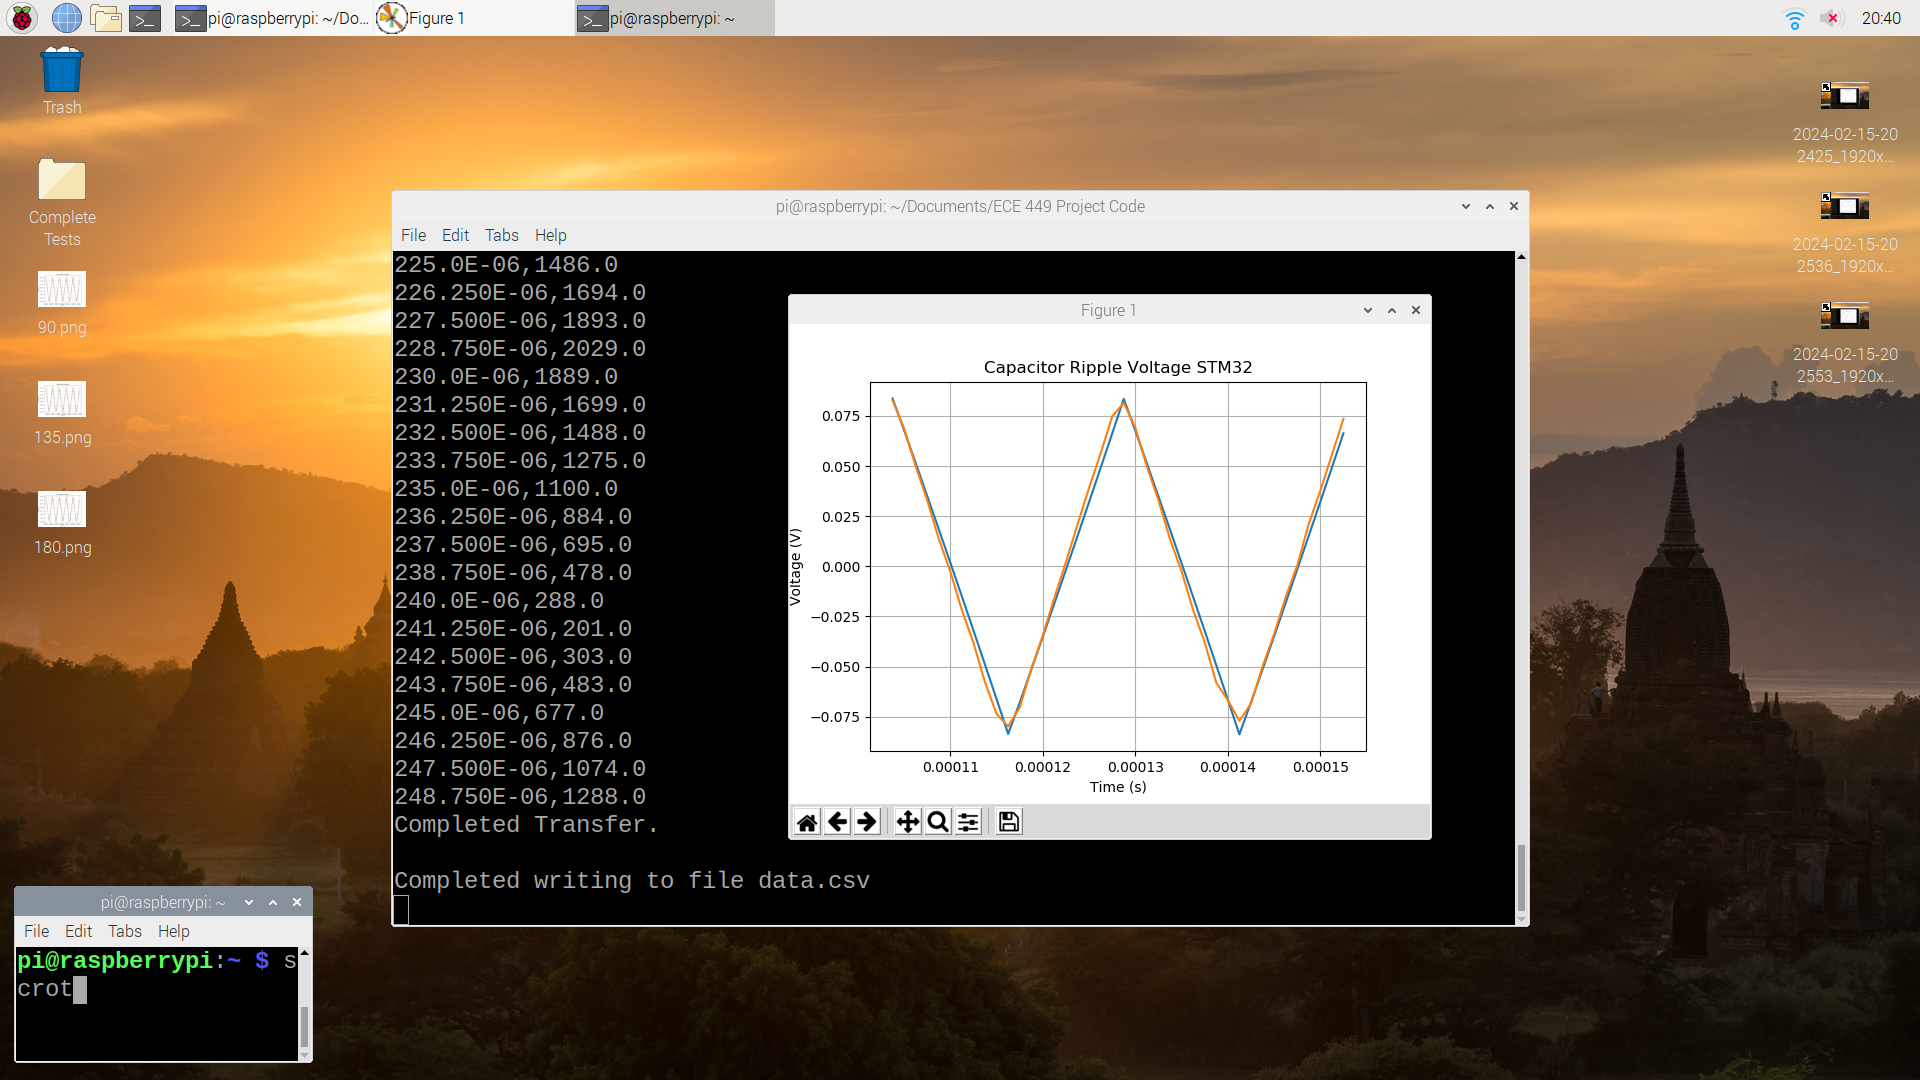 pi@raspberrypi: ~/Do...
Figure 1
pi@raspberrypi: ~
20:40
Trash
Complete
Tests
90.png
135.png
180.png
2024-02-15-20
2425_1920x...
2024-02-15-20
2536_1920x...
2024-02-15-20
2553_1920x...
pi@raspberrypi: ~/Documents/ECE 449 Project Code
File Edit Tabs Help
225.0E-06,1486.0
226.250E-06,1694.0
227.500E-06,1893.0
228.750E-06,2029.0
230.0E-06,1889.0
231.250E-06,1699.0
232.500E-06,1488.0
233.750E-06,1275.0
235.0E-06,1100.0
236.250E-06,884.0
237.500E-06,695.0
238.750E-06,478.0
240.0E-06,288.0
241.250E-06,201.0
242.500E-06,303.0
243.750E-06,483.0
245.0E-06,677.0
246.250E-06,876.0
247.500E-06,1074.0
248.750E-06,1288.0
Completed Transfer.
Completed writing to file data.csv
Figure 1
Capacitor Ripple Voltage STM32
Voltage (V)
0.075
0.050
0.025
0.000
−0.025
−0.050
−0.075
0.00011 0.00012 0.00013 0.00014 0.00015
Time (s)
pi@raspberrypi: ~
File Edit Tabs Help
pi@raspberrypi:~ $ s
crot